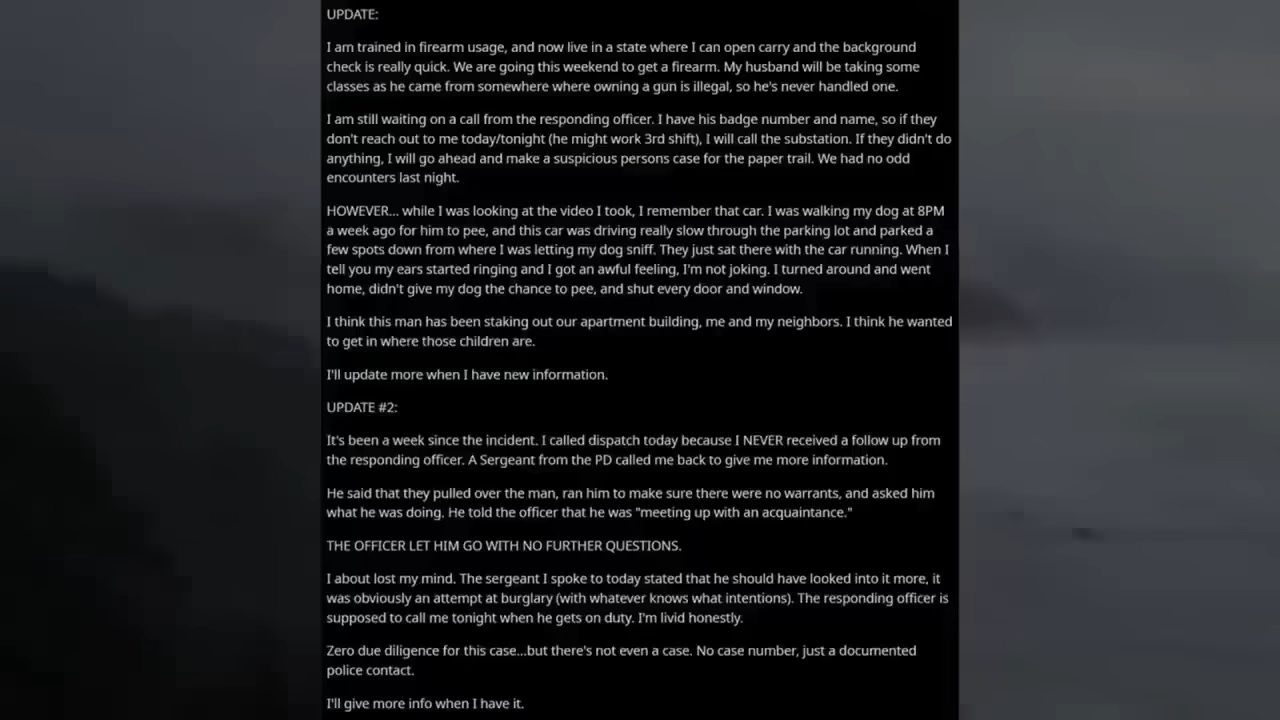 UPDATE:
I am trained in firearm usage, and now live in a state where I can open carry and the background
check is really quick. We are going this weekend to get a firearm. My husband will be taking some
classes as he came from somewhere where owning a gun is illegal, so he's never handled one.
I am still waiting on a call from the responding officer. I have his badge number and name, so if they
don't reach out to me today/tonight (he might work 3rd shift), I will call the substation. If they didn't do
anything, I will go ahead and make a suspicious persons case for the paper trail. We had no odd
encounters last night.
HOWEVER... while I was looking at the video I took, I remember that car. I was walking my dog at 8PM
a week ago for him to pee, and this car was driving really slow through the parking lot and parked a
few spots down from where I was letting my dog sniff. They just sat there with the car running. When I
tell you my ears started ringing and I got an awful feeling, I'm not joking. I turned around and went
home, didn't give my dog the chance to pee, and shut every door and window.
I think this man has been staking out our apartment building, me and my neighbors. I think he wanted
to get in where those children are.
I'll update more when I have new information.
UPDATE #2:
It's been a week since the incident. I called dispatch today because I NEVER received a follow up from
the responding officer. A Sergeant from the PD called me back to give me more information.
He said that they pulled over the man, ran him to make sure there were no warrants, and asked him
what he was doing. He told the officer that he was "meeting up with an acquaintance."
THE OFFICER LET HIM GO WITH NO FURTHER QUESTIONS.
I about lost my mind. The sergeant I spoke to today stated that he should have looked into it more, it
was obviously an attempt at burglary (with whatever knows what intentions). The responding officer is
supposed to call me tonight when he gets on duty. I'm livid honestly.
Zero due diligence for this case...but there's not even a case. No case number, just a documented
police contact.
I'll give more info when I have it.